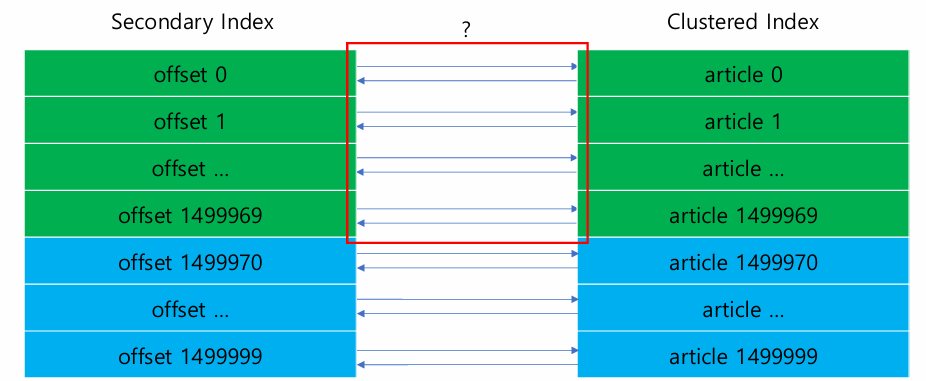 Secondary Index
?
Clustered Index
offset 0
article 0
offset 1
article 1
offset ...
article ...
offset 1499969
article 1499969
offset 1499970
article 1499970
offset ...
article ...
offset 1499999
article 1499999